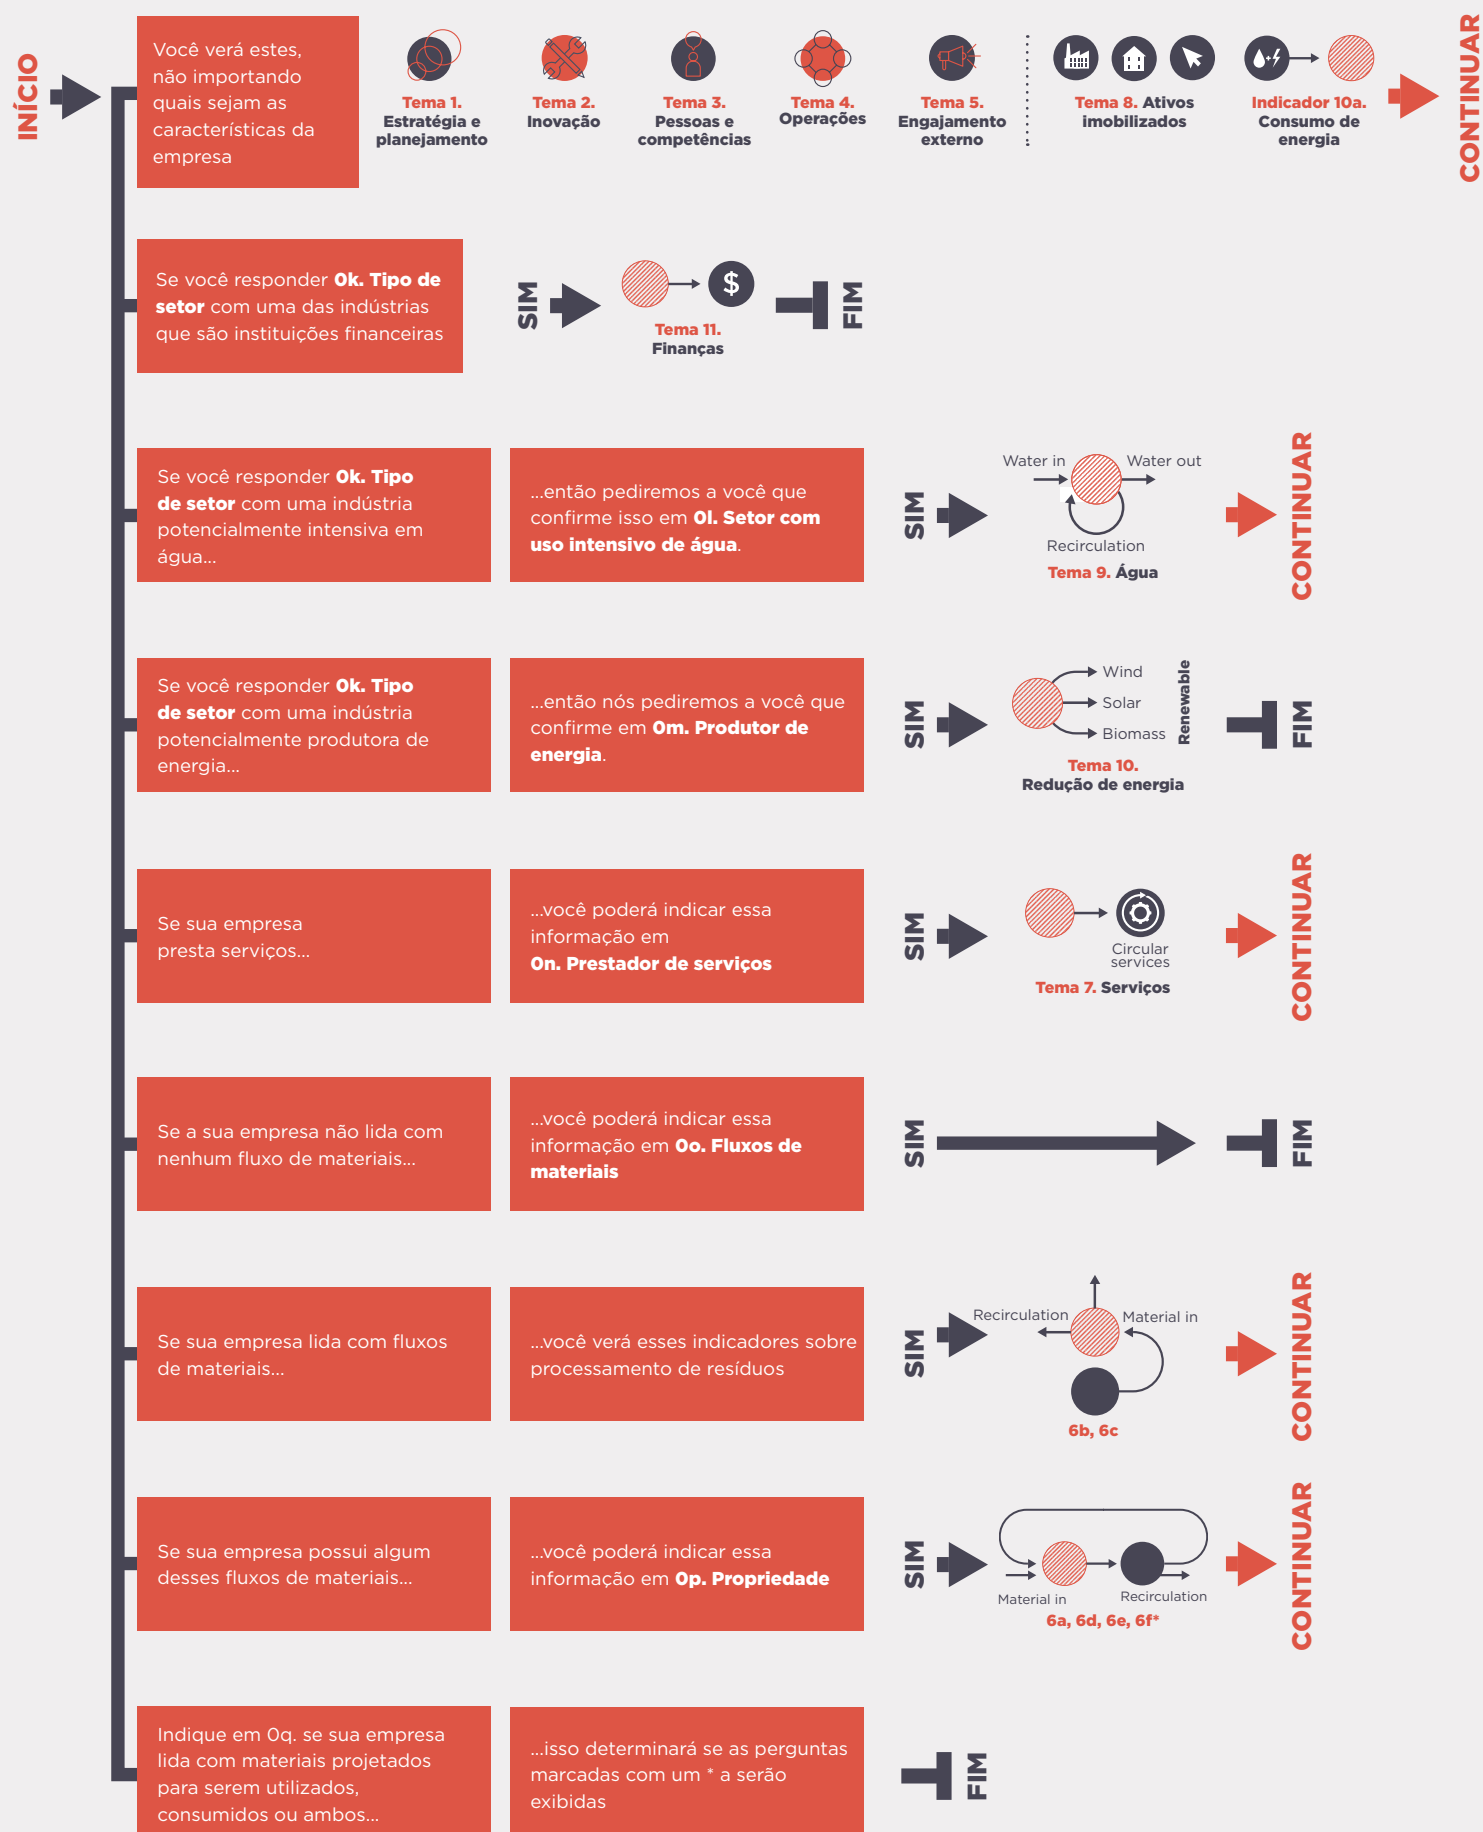 INÍCIO
Você verá estes,
não importando
quais sejam as
características da
empresa
Tema 1.
Estratégia e
planejamento
Tema 2.
Inovação
Tema 3.
Pessoas e
competências
Tema 4.
Operações
Tema 5.
Engajamento
externo
Tema 8. Ativos
imobilizados
Indicador 10a.
Consumo de
energia
CONTINUAR
Se você responder 0k. Tipo de
setor com uma das indústrias
que são instituições financeiras
SIM
$
Tema 11.
Finanças
FIM
Se você responder 0k. Tipo
de setor com uma indústria
potencialmente intensiva em
água...
...então pediremos a você que
confirme isso em 0l. Setor com
uso intensivo de água.
SIM
Water in
Water out
Recirculation
Tema 9. Água
CONTINUAR
Se você responder 0k. Tipo
de setor com uma indústria
potencialmente produtora de
energia...
...então nós pediremos a você que
confirme em 0m. Produtor de
energia.
SIM
Wind
Solar
Biomass
Renewable
Tema 10.
Redução de energia
FIM
Se sua empresa
presta serviços...
...você poderá indicar essa
informação em
0n. Prestador de serviços
SIM
Circular
services
Tema 7. Serviços
CONTINUAR
Se a sua empresa não lida com
nenhum fluxo de materiais...
...você poderá indicar essa
informação em 0o. Fluxos de
materiais
SIM
FIM
Se sua empresa lida com fluxos
de materiais...
...você verá esses indicadores sobre
processamento de resíduos
SIM
Recirculation
Material in
6b, 6c
CONTINUAR
Se sua empresa possui algum
desses fluxos de materiais...
...você poderá indicar essa
informação em 0p. Propriedade
SIM
Material in
Recirculation
6a, 6d, 6e, 6f*
CONTINUAR
Indique em 0q. se sua empresa
lida com materiais projetados
para serem utilizados,
consumidos ou ambos...
...isso determinará se as perguntas
marcadas com um * a serão
exibidas
FIM